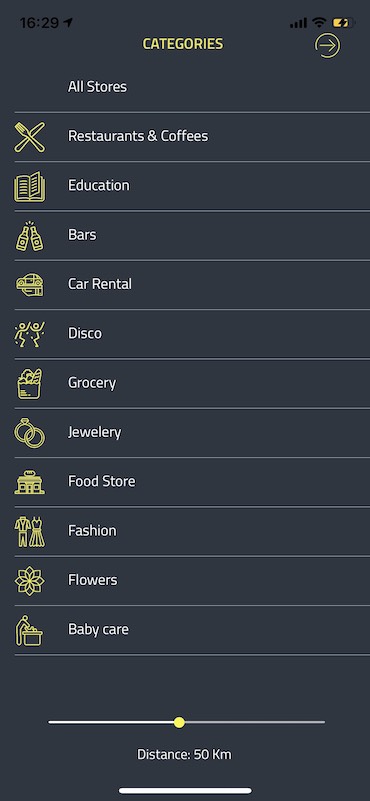 16:29
CATEGORIES
All Stores
Restaurants & Coffees
Education
Bars
Car Rental
Disco
Grocery
Jewelery
Food Store
Fashion
Flowers
Baby care
Distance: 50 Km